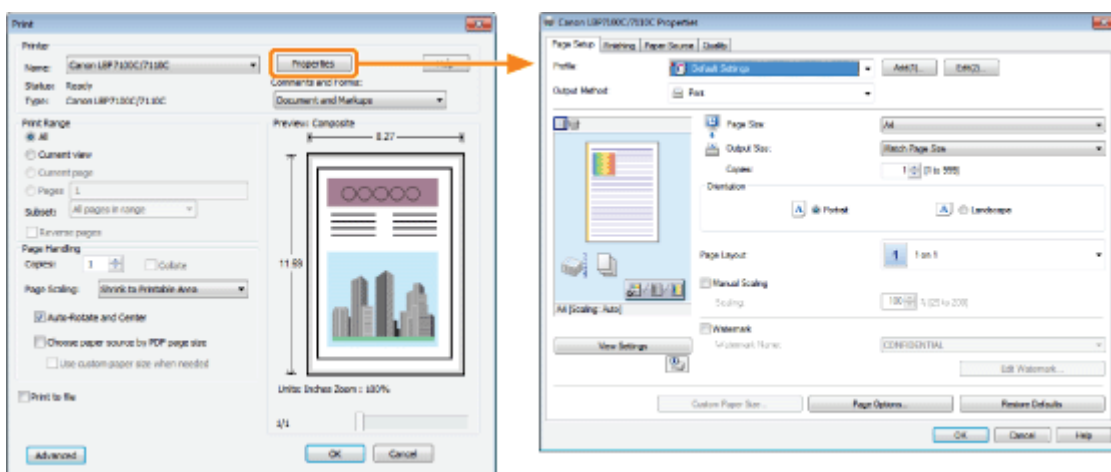 Print
Printer
Name: Canon LBP7100C/7110C
Properties
Help
Status: Ready
Comments and Forms:
Type: Canon LBP7100C/7110C
Document and Markups
Print Range
All
Current view
Current page
Pages 1
Subset: All pages in range
Reverse pages
Page Handling
Copies: 1
Collate
Page Scaling: Shrink to Printable Area
Auto-Rotate and Center
Choose paper source by PDF page size
Use custom paper size when needed
Print to file
Preview: Composite
8.27
11.69
Units: Inches Zoom : 100%
1/1
Advanced
OK
Cancel
Canon LBP7100C/7110C Properties
Page Setup
Finishing
Paper Source
Quality
Profile:
Default Settings
Add(1)...
Edit(2)...
Output Method:
Print
Page Size:
A4
Output Size:
Match Page Size
Copies:
1 [1 to 999]
Orientation
A Portrait
A Landscape
Page Layout:
1 1 on 1
Manual Scaling
Scaling:
100 % [25 to 200]
A4 [Scaling: Auto]
Watermark
Watermark Name:
CONFIDENTIAL
View Settings
Edit Watermark...
Custom Paper Size...
Page Options...
Restore Defaults
OK
Cancel
Help